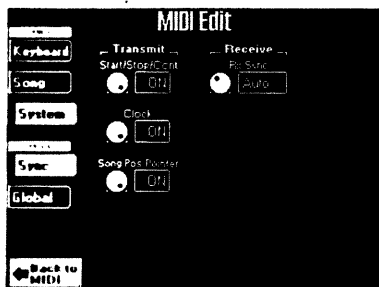 MIDI Edit
Keyboard
Song
System
Sync
Global
Back to
MIDI
Transmit
Start/Stop/Cont
ON
Clock
ON
Song Pos Pointer
ON
Receive
Rx Sync
Auto